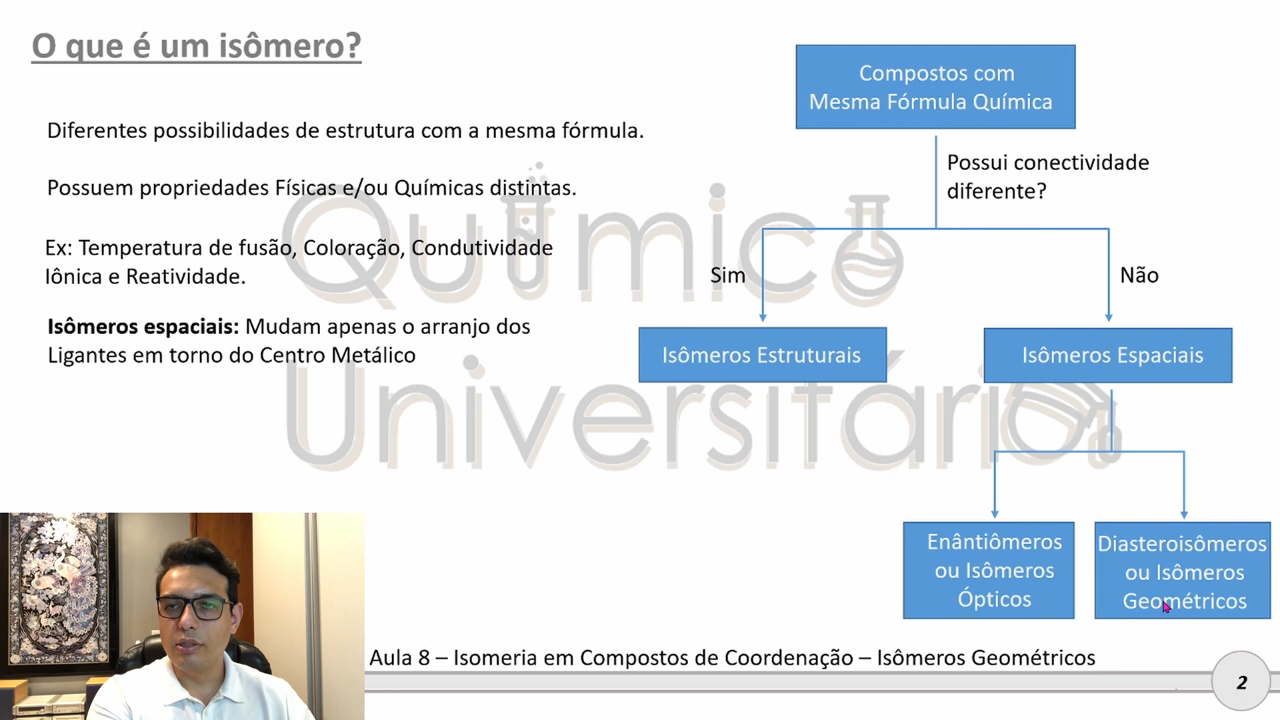 O que é um isômero?
Diferentes possibilidades de estrutura com a mesma fórmula.
Possuem propriedades Físicas e/ou Químicas distintas.
Ex: Temperatura de fusão, Coloração, Condutividade
Iônica e Reatividade.
Isômeros espaciais: Mudam apenas o arranjo dos
Ligantes em torno do Centro Metálico
Compostos com
Mesma Fórmula Química
Possui conectividade
diferente?
Sim
Não
Isômeros Estruturais
Isômeros Espaciais
Enântiômeros
ou Isômeros
Ópticos
Diasteroisômeros
ou Isômeros
Geométricos
Químico
Universitário
Aula 8 – Isomeria em Compostos de Coordenação – Isômeros Geométricos
2